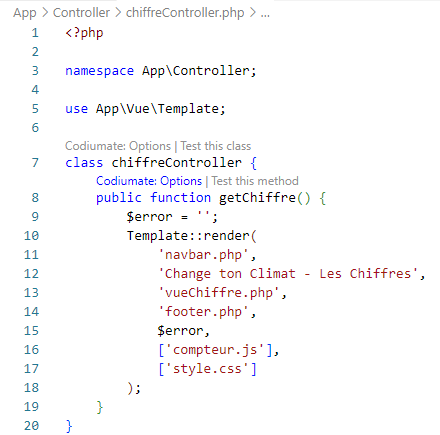 App > Controller > chiffreController.php > ...
1 <?php
2
3 namespace App\Controller;
4
5 use App\Vue\Template;
6
Codiumate: Options | Test this class
7 class chiffreController {
Codiumate: Options | Test this method
8 public function getChiffre() {
9 $error = '';
10 Template::render(
11 'navbar.php',
12 'Change ton Climat - Les Chiffres',
13 'vueChiffre.php',
14 'footer.php',
15 $error,
16 ['compteur.js'],
17 ['style.css']
18 );
19 }
20 }